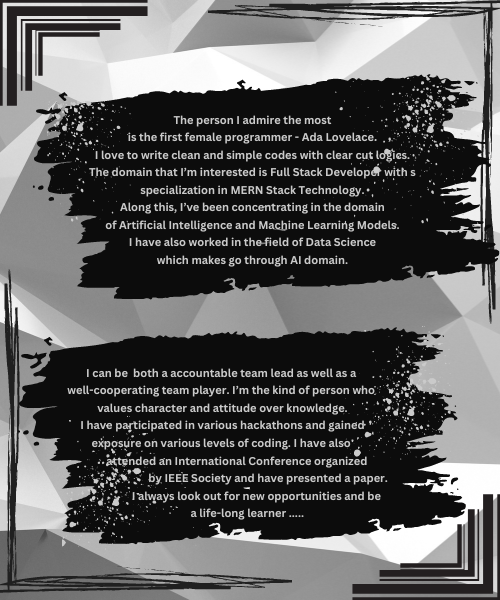 The person I admire the most
is the first female programmer - Ada Lovelace.
I love to write clean and simple codes with clear cut logics.
The domain that I'm interested is Full Stack Developer with s
specialization in MERN Stack Technology.
Along this, I've been concentrating in the domain
of Artificial Intelligence and Machine Learning Models.
I have also worked in the field of Data Science
which makes go through AI domain.
I can be both a accountable team lead as well as a
well-cooperating team player. I'm the kind of person who
values character and attitude over knowledge.
I have participated in various hackathons and gained
exposure on various levels of coding. I have also
attended an International Conference organized
by IEEE Society and have presented a paper.
I always look out for new opportunities and be
a life-long learner .....